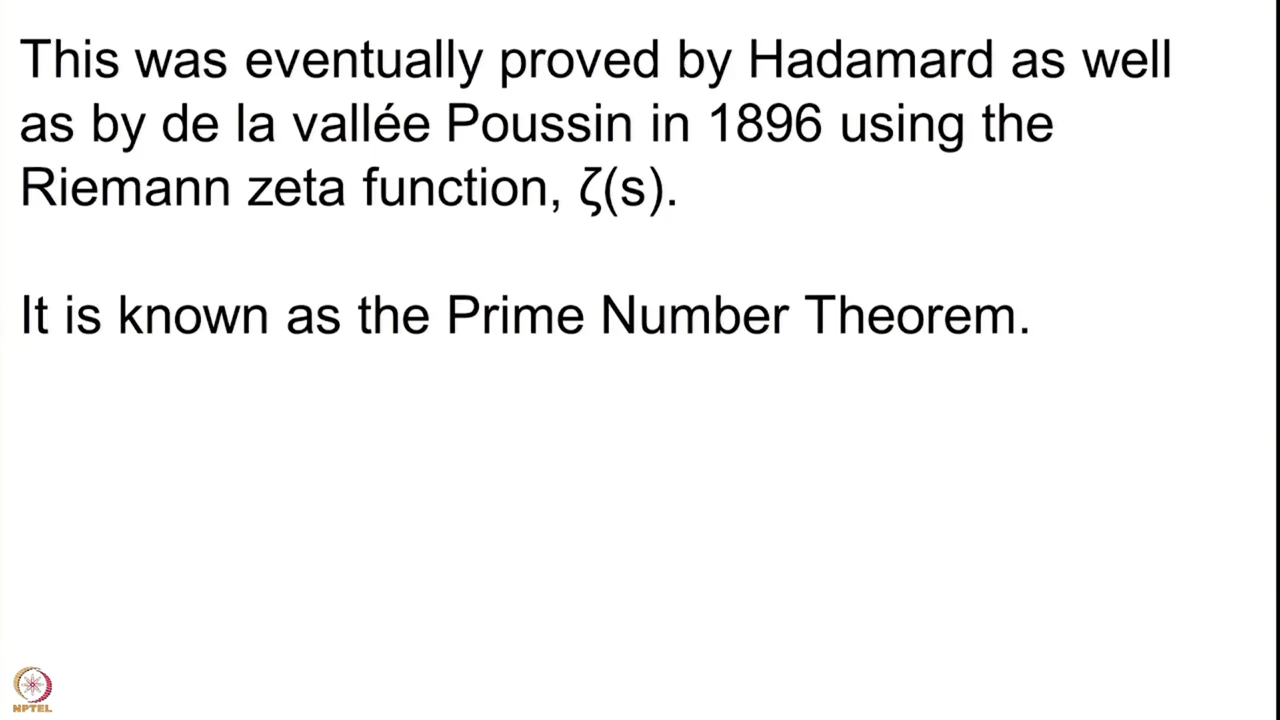 This was eventually proved by Hadamard as well
as by de la vallée Poussin in 1896 using the
Riemann zeta function, ζ(s).
It is known as the Prime Number Theorem.
NPTEL